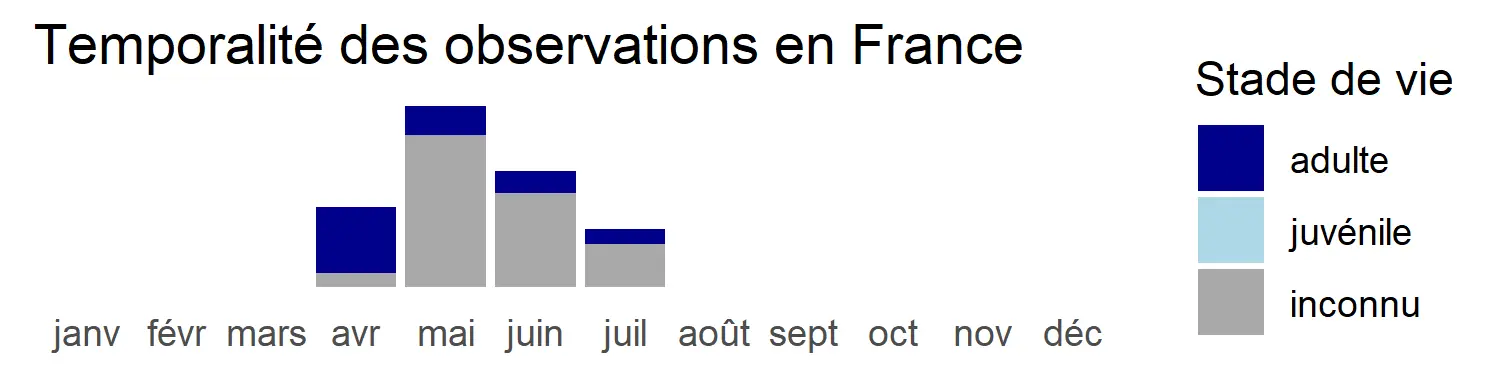 Temporalité des observations en France
Stade de vie
adulte
juvénile
inconnu
janv févr mars avr mai juin juil août sept oct nov déc